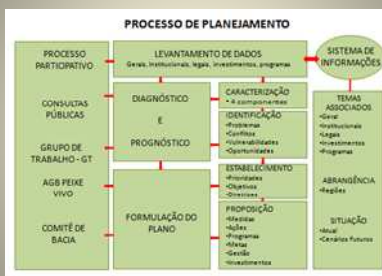 PROCESSO DE PLANEJAMENTO
PROCESSO
PARTICIPATIVO
CONSULTAS
PÚBLICAS
GRUPO DE
TRABALHO - GT
AGB PEIXE
VIVO
COMITÊ DE
BACIA
LEVANTAMENTO DE DADOS
Gerais, institucionais, legais, investimentos, programas
DIAGNÓSTICO
E
PROGNÓSTICO
FORMULAÇÃO DO
PLANO
CARACTERIZAÇÃO
• 4 componentes
IDENTIFICAÇÃO
•Problemas
•Conflitos
•Vulnerabilidades
•Oportunidades
ESTABELECIMENTO
•Prioridades
•Objetivos
•Diretrizes
PROPOSIÇÃO
•Medidas
•Ações
•Programas
•Metas
•Gestão
•Investimentos
SISTEMA DE
INFORMAÇÕES
TEMAS
ASSOCIADOS
•Geral
•Institucionais
•Legais
•Investimentos
•Programas
ABRANGÊNCIA
•Regiões
SITUAÇÃO
•Atual
•Cenários futuros